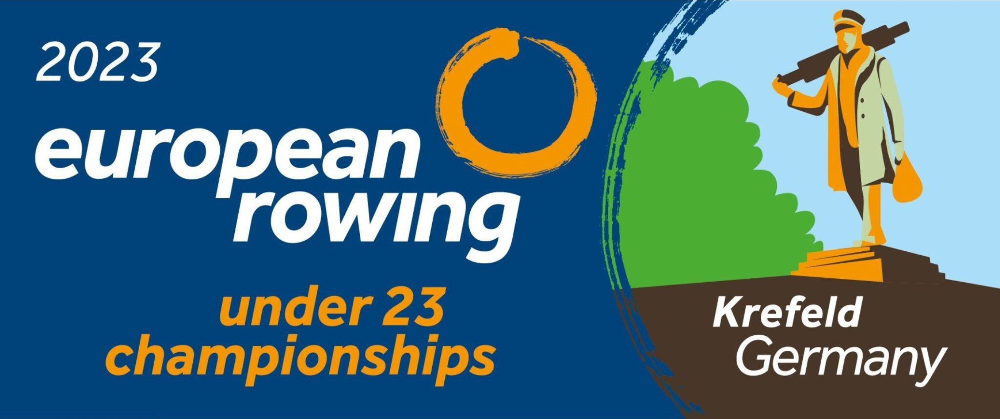 2023
european
rowing
under 23
championships
Krefeld
Germany